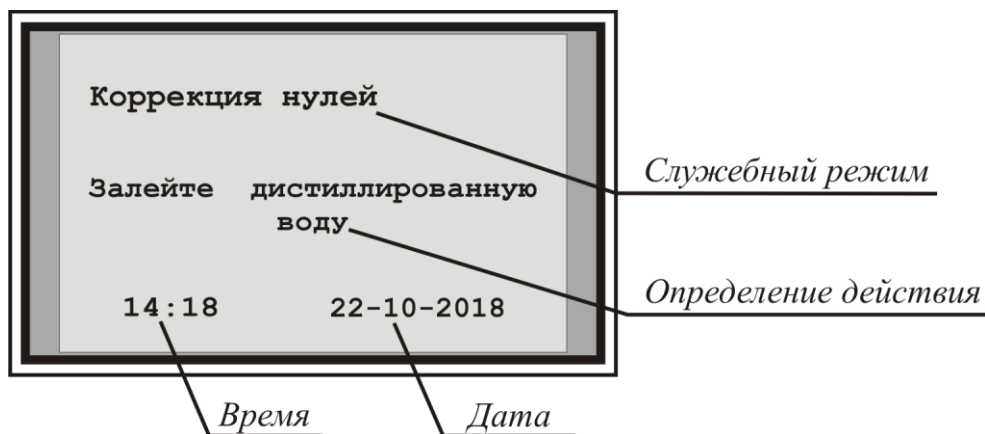 Коррекция нулей
Служебный режим
Залейте дистиллированную
воду
Определение действия
14:18 22-10-2018
Время Дата